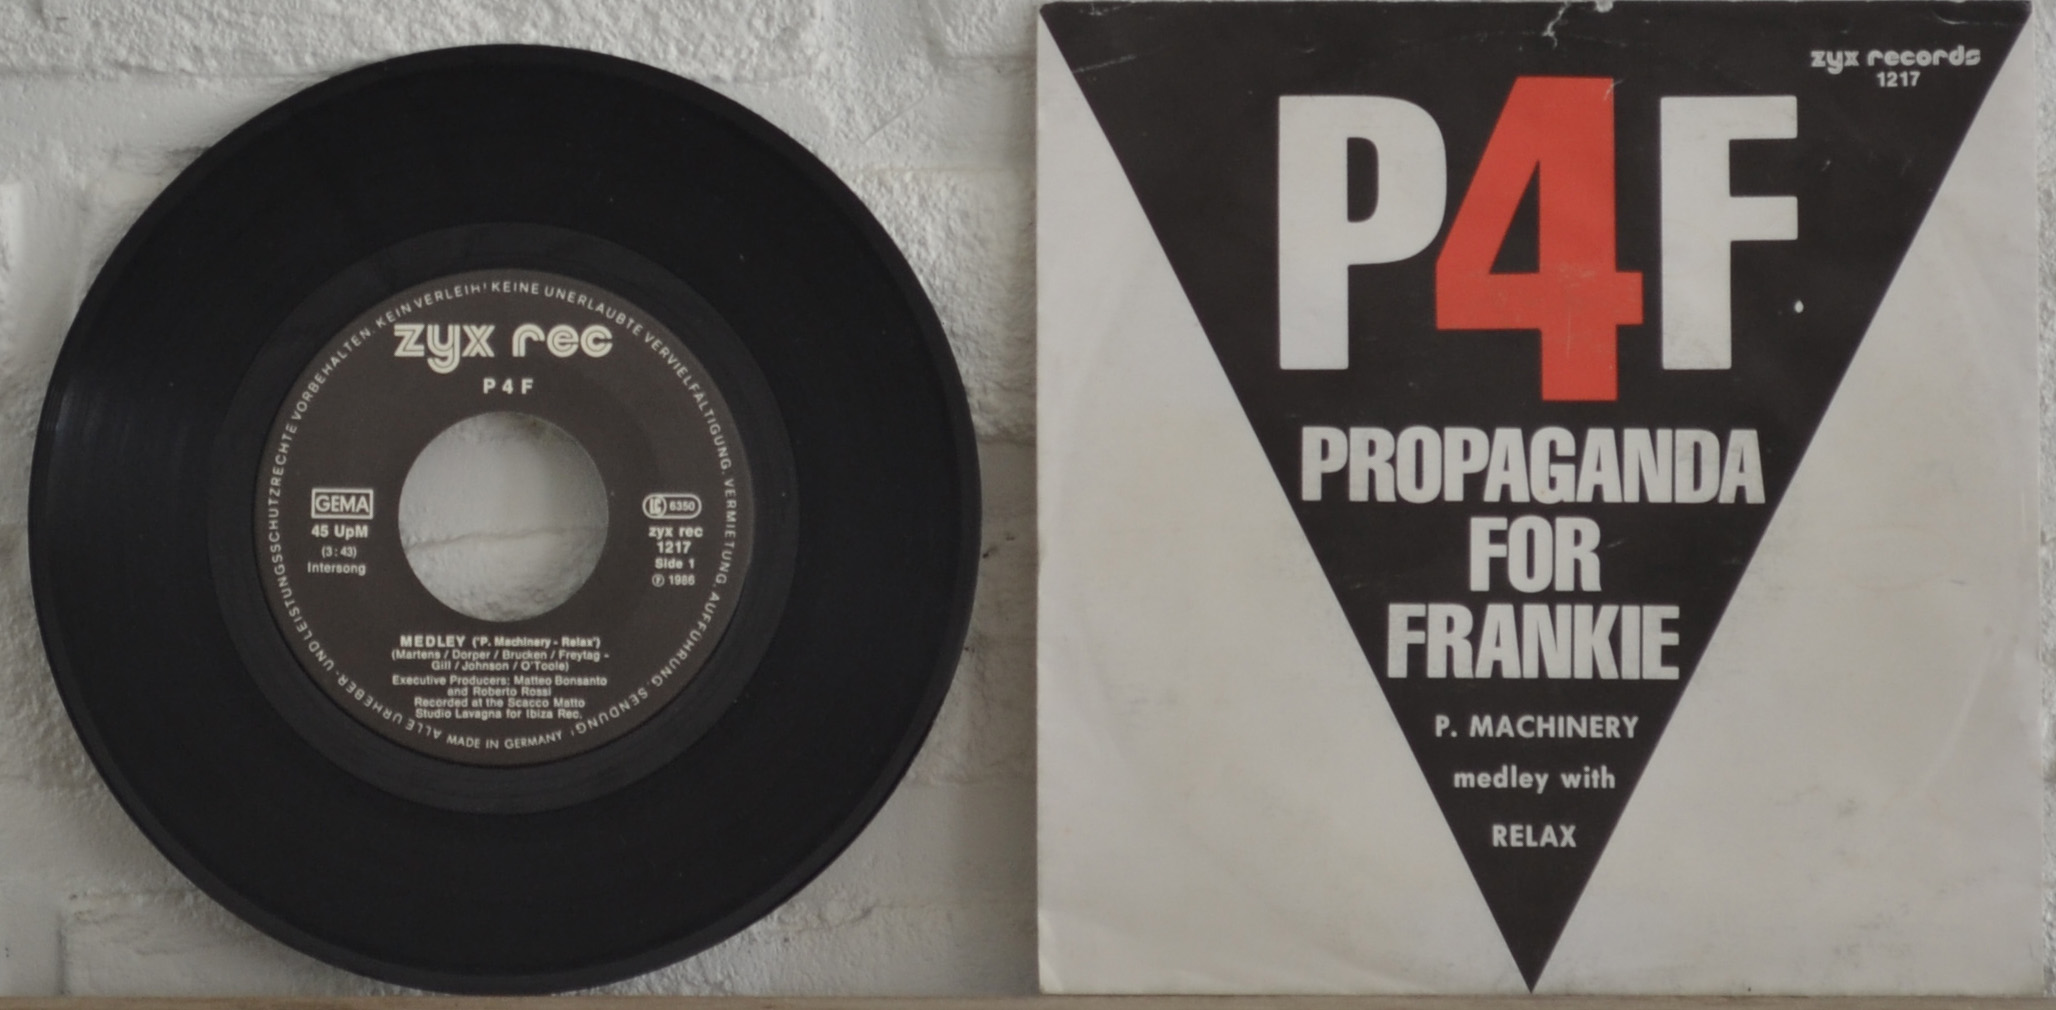 ALLE URHEBER- UND LEISTUNGSSCHUTZRECHTE VORBEHALTEN. KEIN VERLEIH! KEINE UNERLAUBTE VERVIELFÄLTIGUNG, VERMIETUNG, AUFFÜHRUNG, SENDUNG!
zyx rec
P 4 F
GEMA
45 UpM
(3:43)
Intersong
LC 6350
zyx rec
1217
Side 1
Ⓟ 1986
MEDLEY ('P. Machinery - Relax')
(Martens / Dorper / Brucken / Freytag -
Gill / Johnson / O'Toole)
Executive Producers: Matteo Bonsanto
and Roberto Rossi
Recorded at the Scacco Matto
Studio Lavagna for Ibiza Rec.
MADE IN GERMANY
zyx records
1217
P4F
PROPAGANDA
FOR
FRANKIE
P. MACHINERY
medley with
RELAX